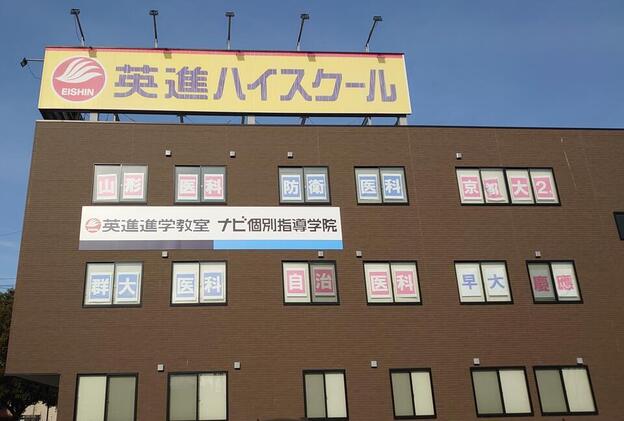 EISHIN 英進ハイスクール
山形 医科 防衛 医科 京都大2.
英進進学教室 ナビ個別指導学院
群大 医科 自治 医科 早大 慶應